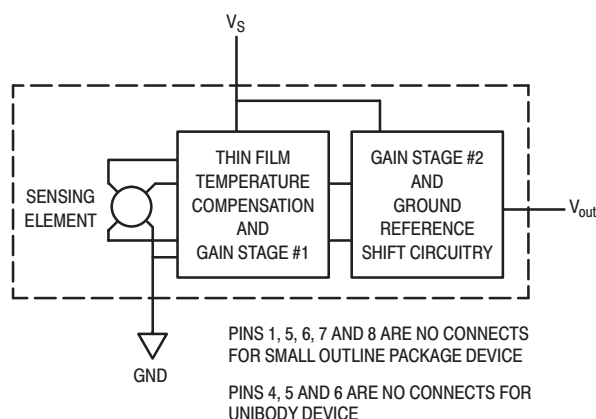 VS
SENSING
ELEMENT
THIN FILM
TEMPERATURE
COMPENSATION
AND
GAIN STAGE #1
GAIN STAGE #2
AND
GROUND
REFERENCE
SHIFT CIRCUITRY
Vout
GND
PINS 1, 5, 6, 7 AND 8 ARE NO CONNECTS
FOR SMALL OUTLINE PACKAGE DEVICE
PINS 4, 5 AND 6 ARE NO CONNECTS FOR
UNIBODY DEVICE